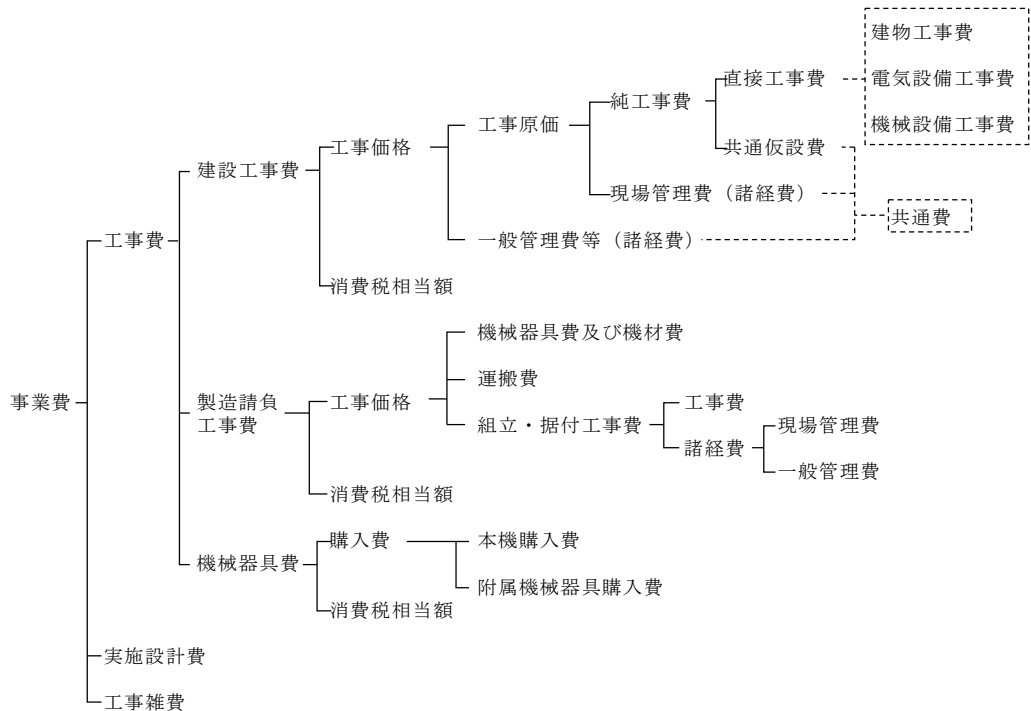 建物工事費
直接工事費
電気設備工事費
純工事費
工事原価
機械設備工事費
工事価格
共通仮設費
建設工事費
現場管理費（諸経費）
共通費
工事費
一般管理費等（諸経費）
消費税相当額
機械器具費及び機材費
運搬費
事業費
製造請負
工事費
工事価格
工事費
組立・据付工事費
現場管理費
諸経費
一般管理費
消費税相当額
購入費
本機購入費
機械器具費
附属機械器具購入費
消費税相当額
実施設計費
工事雑費